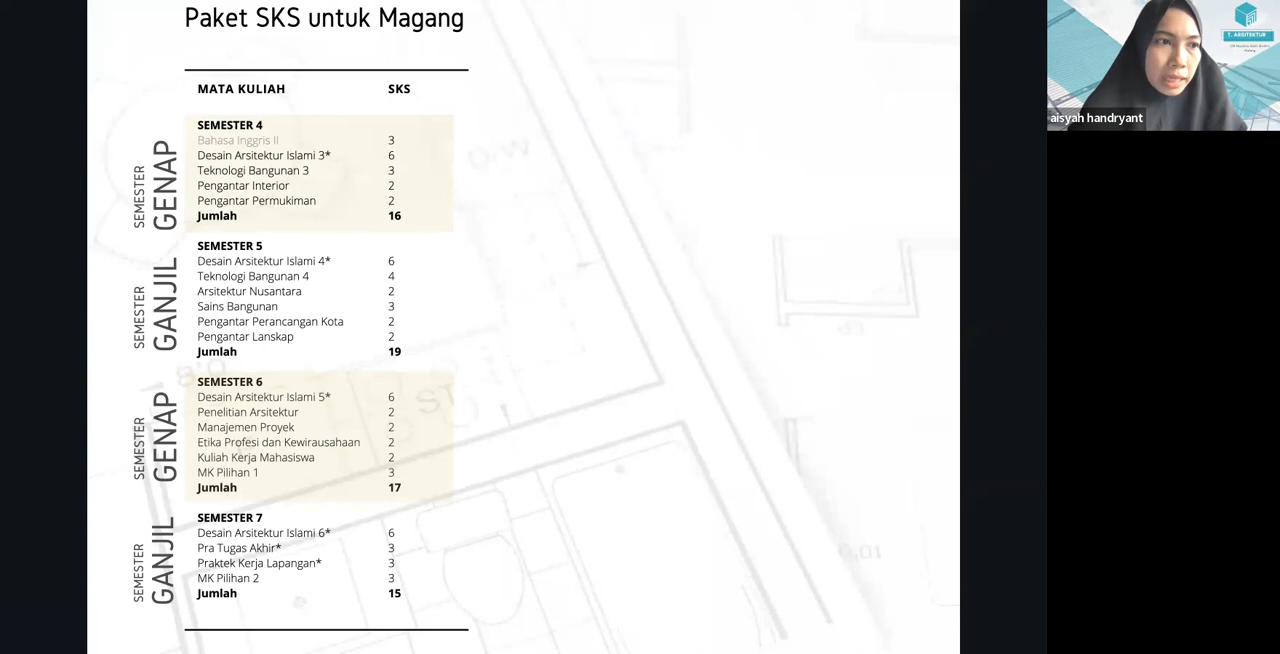 Paket SKS untuk Magang
MATA KULIAH SKS
SEMESTER GENAP
SEMESTER 4
Bahasa Inggris II 3
Desain Arsitektur Islami 3* 6
Teknologi Bangunan 3 3
Pengantar Interior 2
Pengantar Permukiman 2
Jumlah 16
SEMESTER GANJIL
SEMESTER 5
Desain Arsitektur Islami 4* 6
Teknologi Bangunan 4 4
Arsitektur Nusantara 2
Sains Bangunan 3
Pengantar Perancangan Kota 2
Pengantar Lanskap 2
Jumlah 19
SEMESTER GENAP
SEMESTER 6
Desain Arsitektur Islami 5* 6
Penelitian Arsitektur 2
Manajemen Proyek 2
Etika Profesi dan Kewirausahaan 2
Kuliah Kerja Mahasiswa 2
MK Pilihan 1 3
Jumlah 17
SEMESTER GANJIL
SEMESTER 7
Desain Arsitektur Islami 6* 6
Pra Tugas Akhir* 3
Praktek Kerja Lapangan* 3
MK Pilihan 2 3
Jumlah 15
T. ARSITEKTUR
aisyah handryant